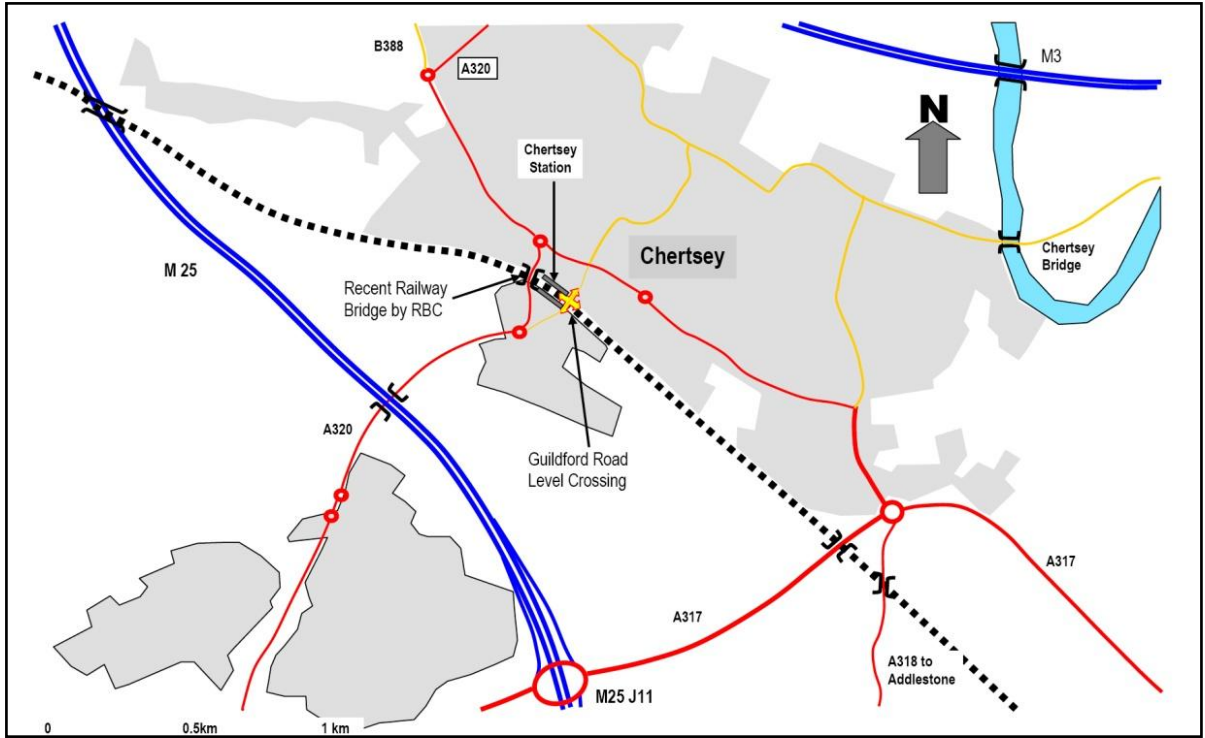 B388
A320
M3
N
Chertsey
Station
Chertsey
Chertsey
Bridge
M 25
Recent Railway
Bridge by RBC
A320
Guildford Road
Level Crossing
A317
A317
A318 to
Addlestone
M25 J11
0 0.5km 1 km